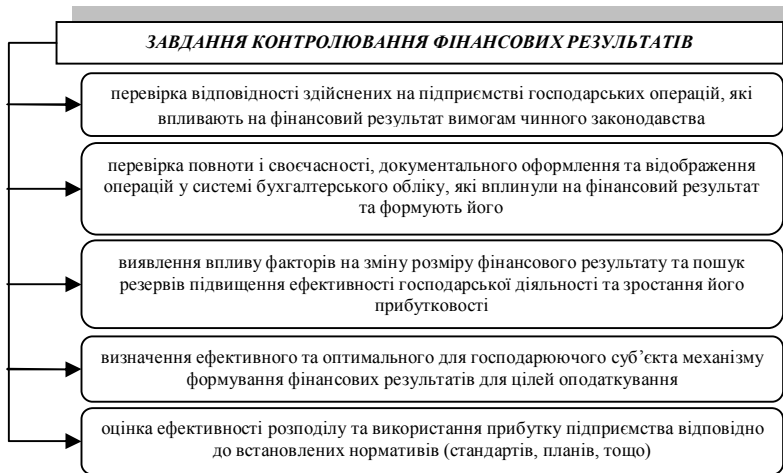 ЗАВДАННЯ КОНТРОЛЮВАННЯ ФІНАНСОВИХ РЕЗУЛЬТАТІВ
перевірка відповідності здійснених на підприємстві господарських операцій, які
впливають на фінансовий результат вимогам чинного законодавства
перевірка повноти і своєчасності, документального оформлення та відображення
операцій у системі бухгалтерського обліку, які вплинули на фінансовий результат
та формують його
виявлення впливу факторів на зміну розміру фінансового результату та пошук
резервів підвищення ефективності господарської діяльності та зростання його
прибутковості
визначення ефективного та оптимального для господарюючого суб’єкта механізму
формування фінансових результатів для цілей оподаткування
оцінка ефективності розподілу та використання прибутку підприємства відповідно
до встановлених нормативів (стандартів, планів, тощо)